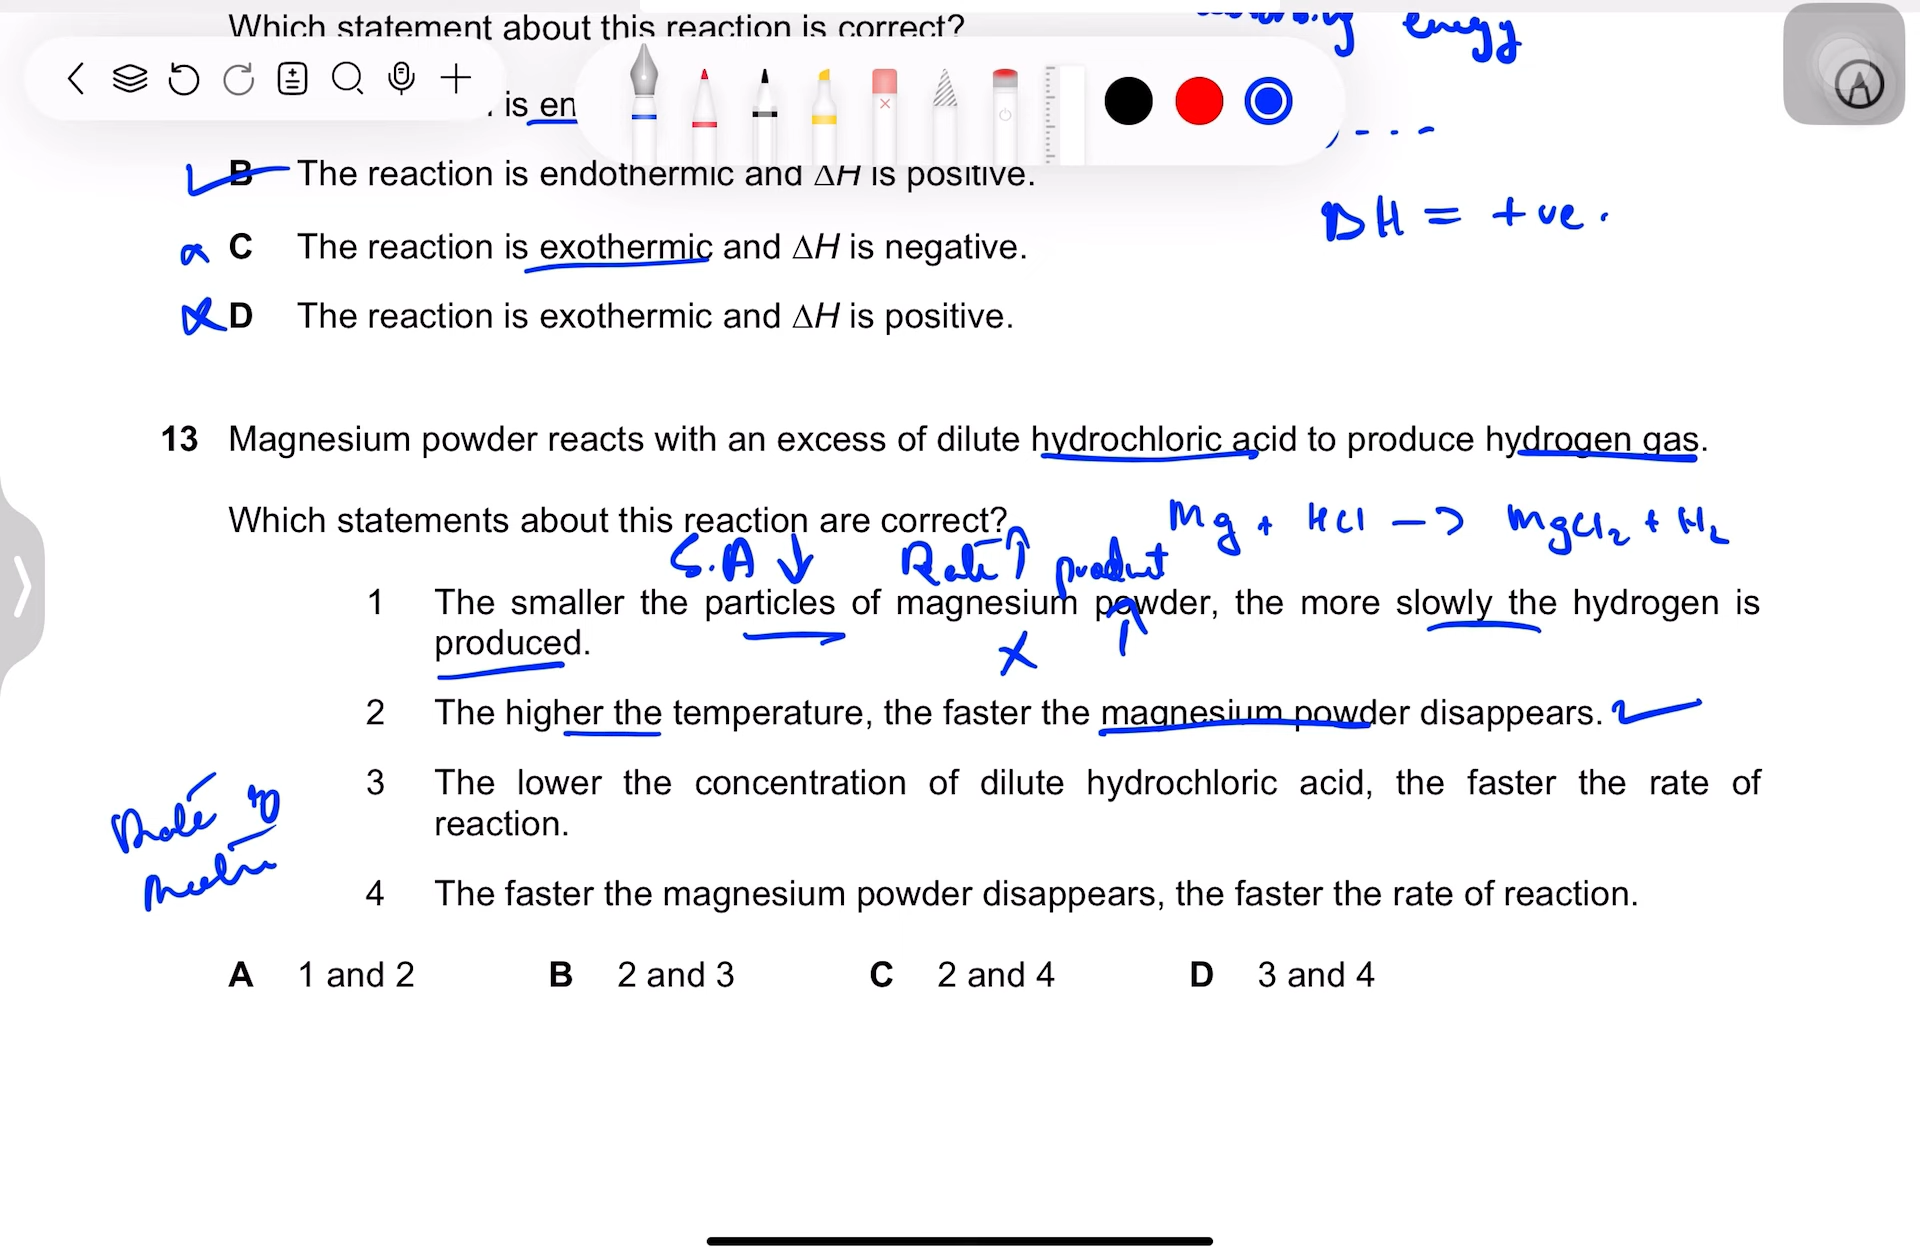 Which statement about this reaction is correct?
energy
is en
B The reaction is endothermic and ΔH is positive.
ΔH = +ve.
C The reaction is exothermic and ΔH is negative.
D The reaction is exothermic and ΔH is positive.
13 Magnesium powder reacts with an excess of dilute hydrochloric acid to produce hydrogen gas.
Which statements about this reaction are correct?
Mg + HCl -> MgCl2 + H2
S.A ↓ Rate ↑ product ↑
1 The smaller the particles of magnesium powder, the more slowly the hydrogen is
produced.
2 The higher the temperature, the faster the magnesium powder disappears.
3 The lower the concentration of dilute hydrochloric acid, the faster the rate of
reaction.
Rate
4 The faster the magnesium powder disappears, the faster the rate of reaction.
A 1 and 2 B 2 and 3 C 2 and 4 D 3 and 4